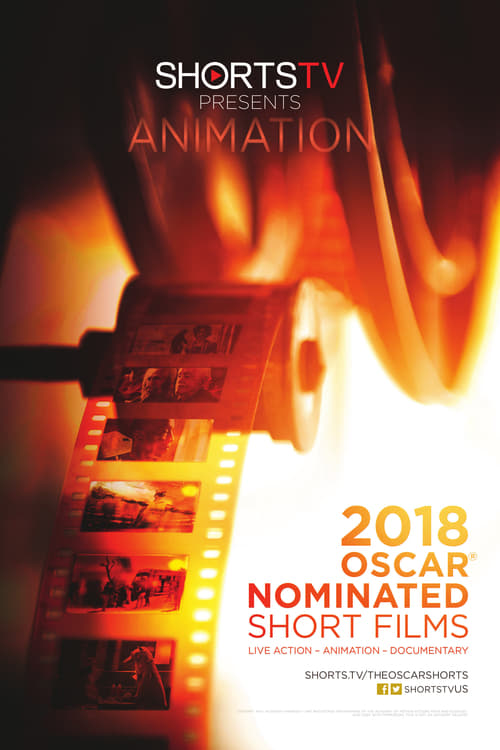 SHORTSTV
PRESENTS
ANIMATION
2018
OSCAR®
NOMINATED
SHORT FILMS
LIVE ACTION – ANIMATION – DOCUMENTARY
SHORTS.TV/THEOSCARSHORTS
SHORTSTVUS